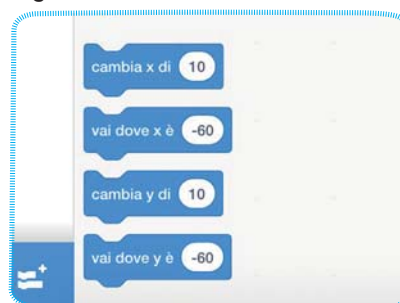 cambia x di 10
vai dove x è -60
cambia y di 10
vai dove y è -60